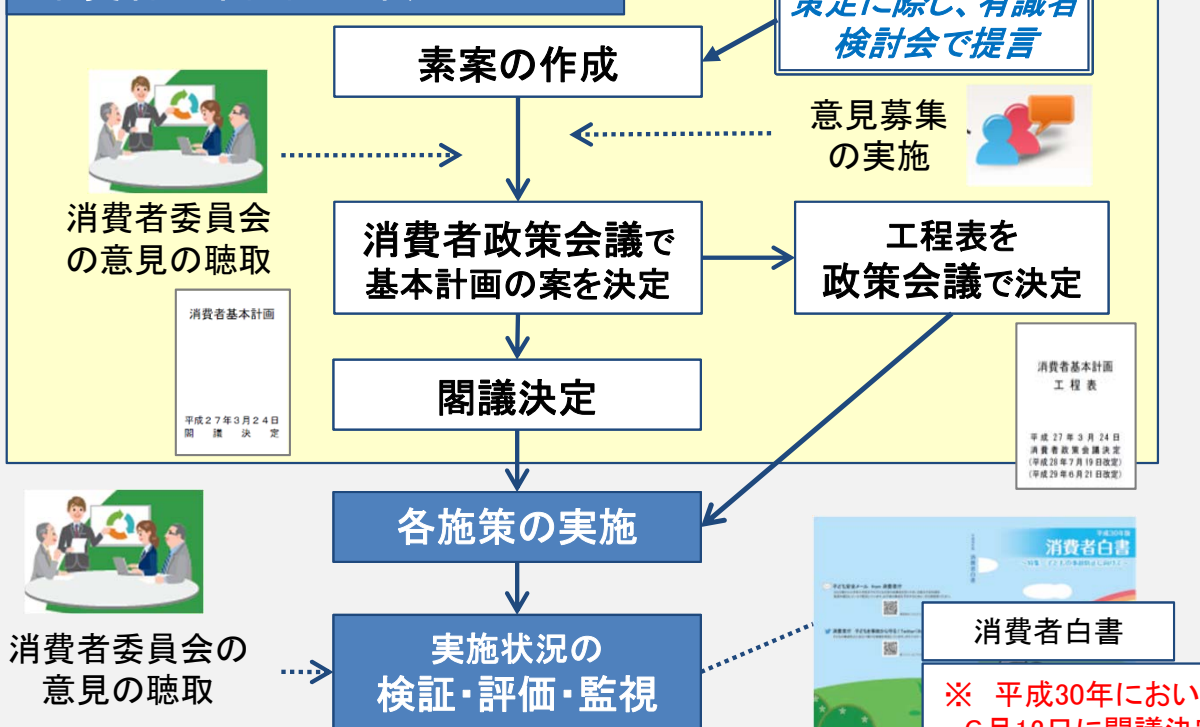 策定に際し、有識者
検討会で提言
素案の作成
意見募集
の実施
消費者委員会
の意見の聴取
消費者政策会議で
基本計画の案を決定
工程表を
政策会議で決定
消費者基本計画
平成27年3月24日
閣議決定
閣議決定
消費者基本計画
工程表
平成27年3月24日
消費者政策会議決定
(平成28年7月19日改定)
(平成29年6月21日改定)
各施策の実施
平成30年版
消費者白書
消費者委員会の
意見の聴取
実施状況の
検証・評価・監視
消費者白書
※ 平成30年におい